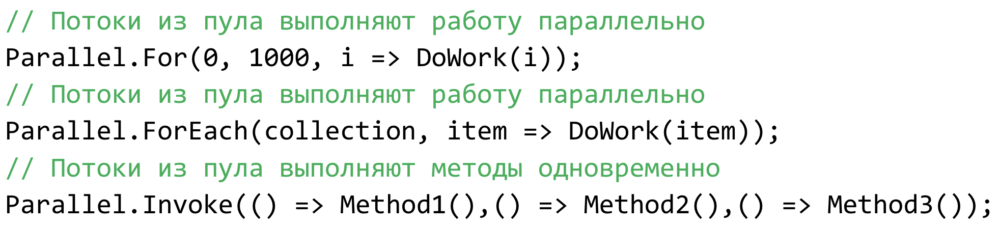 // Потоки из пула выполняют работу параллельно
Parallel.For(0, 1000, i => DoWork(i));
// Потоки из пула выполняют работу параллельно
Parallel.ForEach(collection, item => DoWork(item));
// Потоки из пула выполняют методы одновременно
Parallel.Invoke(() => Method1(),() => Method2(),() => Method3());